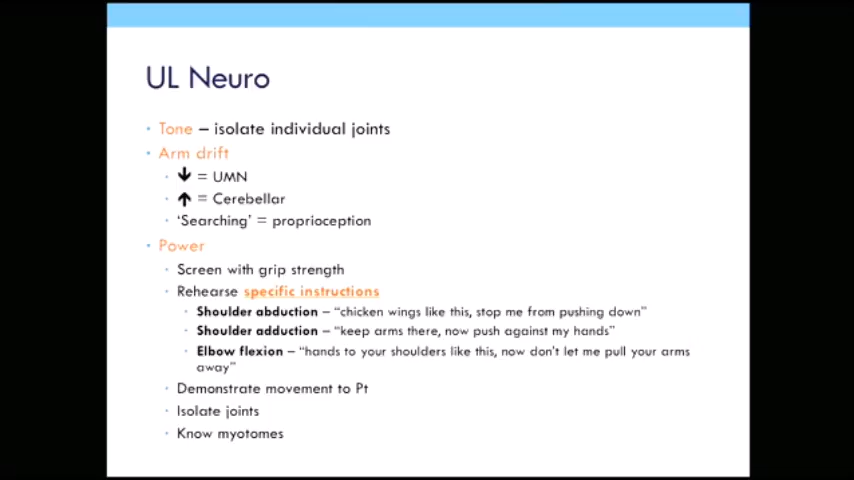 UL Neuro
• Tone – isolate individual joints
• Arm drift
• 🡇 = UMN
• 🡅 = Cerebellar
• ‘Searching’ = proprioception
• Power
• Screen with grip strength
• Rehearse specific instructions
• Shoulder abduction – “chicken wings like this, stop me from pushing down”
• Shoulder adduction – “keep arms there, now push against my hands”
• Elbow flexion – “hands to your shoulders like this, now don't let me pull your arms
away”
• Demonstrate movement to Pt
• Isolate joints
• Know myotomes